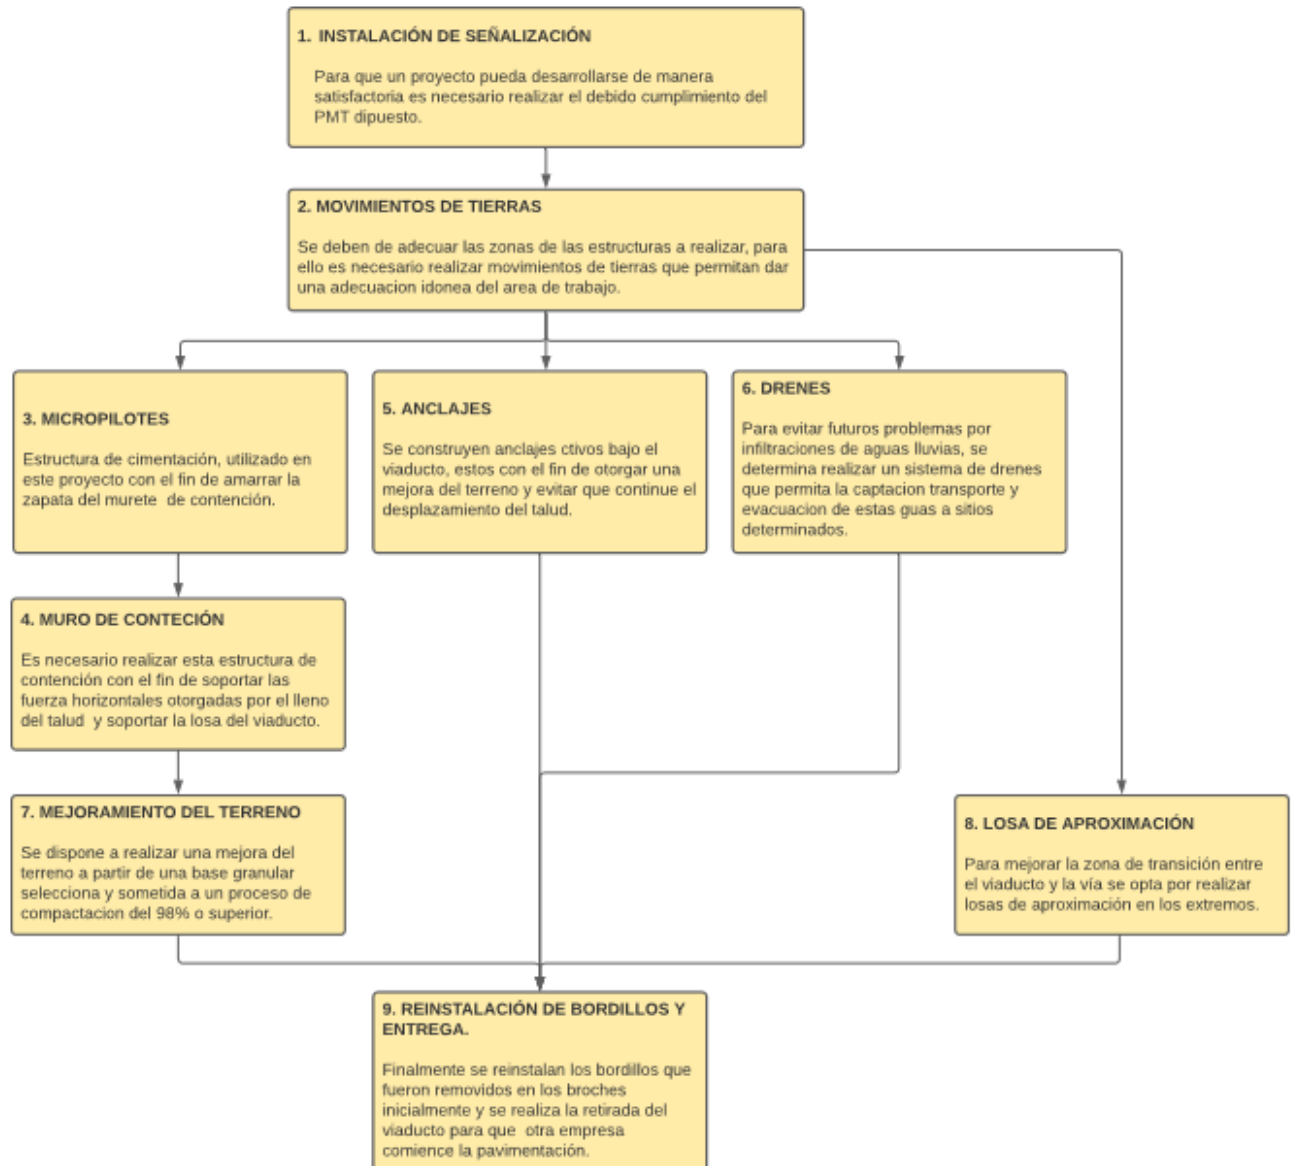 1. INSTALACIÓN DE SEÑALIZACIÓN
Para que un proyecto pueda desarrollarse de manera
satisfactoria es necesario realizar el debido cumplimiento del
PMT dipuesto.
2. MOVIMIENTOS DE TIERRAS
Se deben de adecuar las zonas de las estructuras a realizar, para
ello es necesario realizar movimientos de tierras que permitan dar
una adecuacion idonea del area de trabajo.
3. MICROPILOTES
Estructura de cimentación, utilizado en
este proyecto con el fin de amarrar la
zapata del murete de contención.
5. ANCLAJES
Se construyen anclajes ctivos bajo el
viaducto, estos con el fin de otorgar una
mejora del terreno y evitar que continue el
desplazamiento del talud.
6. DRENES
Para evitar futuros problemas por
infiltraciones de aguas lluvias, se
determina realizar un sistema de drenes
que permita la captacion transporte y
evacuacion de estas guas a sitios
determinados.
4. MURO DE CONTECIÓN
Es necesario realizar esta estructura de
contención con el fin de soportar las
fuerza horizontales otorgadas por el lleno
del talud y soportar la losa del viaducto.
7. MEJORAMIENTO DEL TERRENO
Se dispone a realizar una mejora del
terreno a partir de una base granular
selecciona y sometida a un proceso de
compactacion del 98% o superior.
8. LOSA DE APROXIMACIÓN
Para mejorar la zona de transición entre
el viaducto y la vía se opta por realizar
losas de aproximación en los extremos.
9. REINSTALACIÓN DE BORDILLOS Y
ENTREGA.
Finalmente se reinstalan los bordillos que
fueron removidos en los broches
inicialmente y se realiza la retirada del
viaducto para que otra empresa
comience la pavimentación.